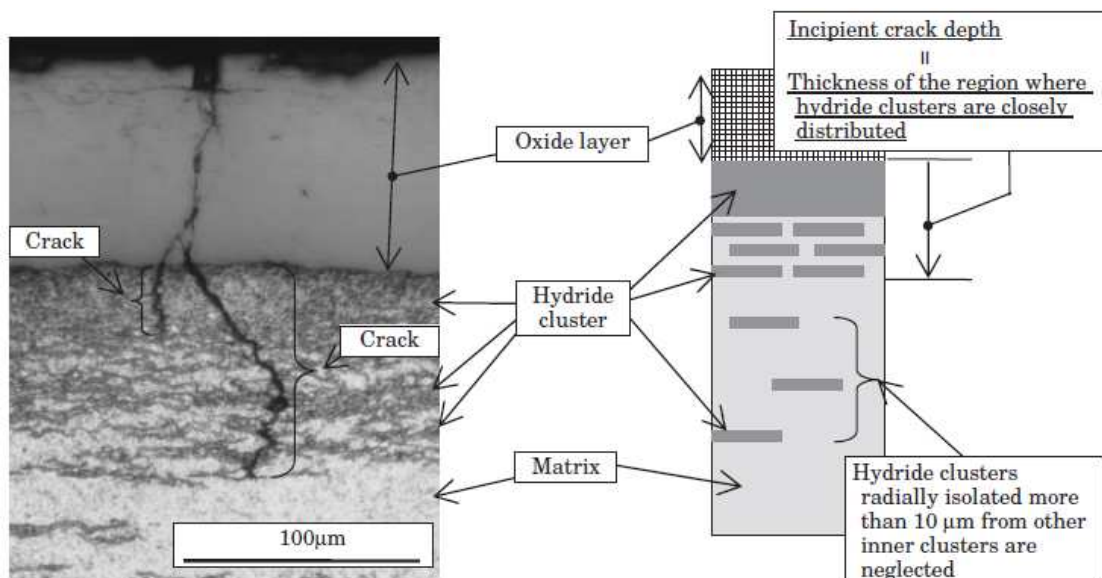 Incipient crack depth
=
Thickness of the region where
hydride clusters are closely
distributed
Oxide layer
Crack
Hydride
cluster
Crack
Matrix
100μm
Hydride clusters
radially isolated more
than 10 μm from other
inner clusters are
neglected